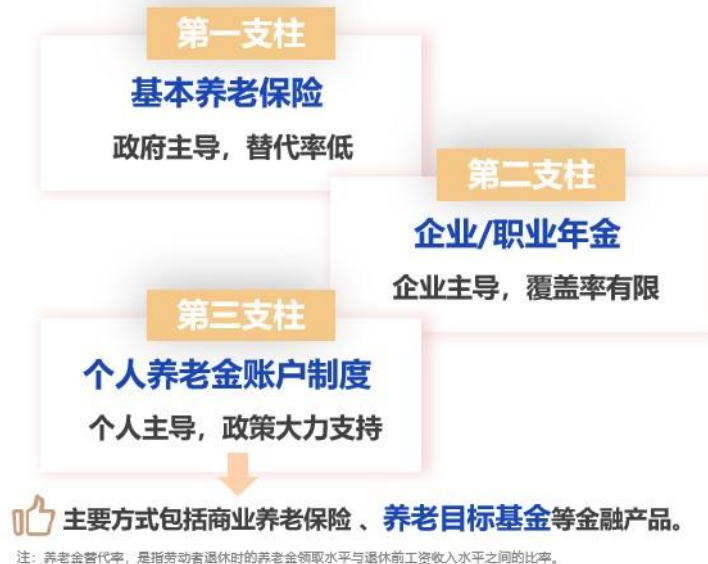 第一支柱
基本养老保险
政府主导，替代率低
第二支柱
企业/职业年金
企业主导，覆盖率有限
第三支柱
个人养老金账户制度
个人主导，政策大力支持
主要方式包括商业养老保险 、养老目标基金等金融产品。
注：养老金替代率，是指劳动者退休时的养老金领取水平与退休前工资收入水平之间的比率。